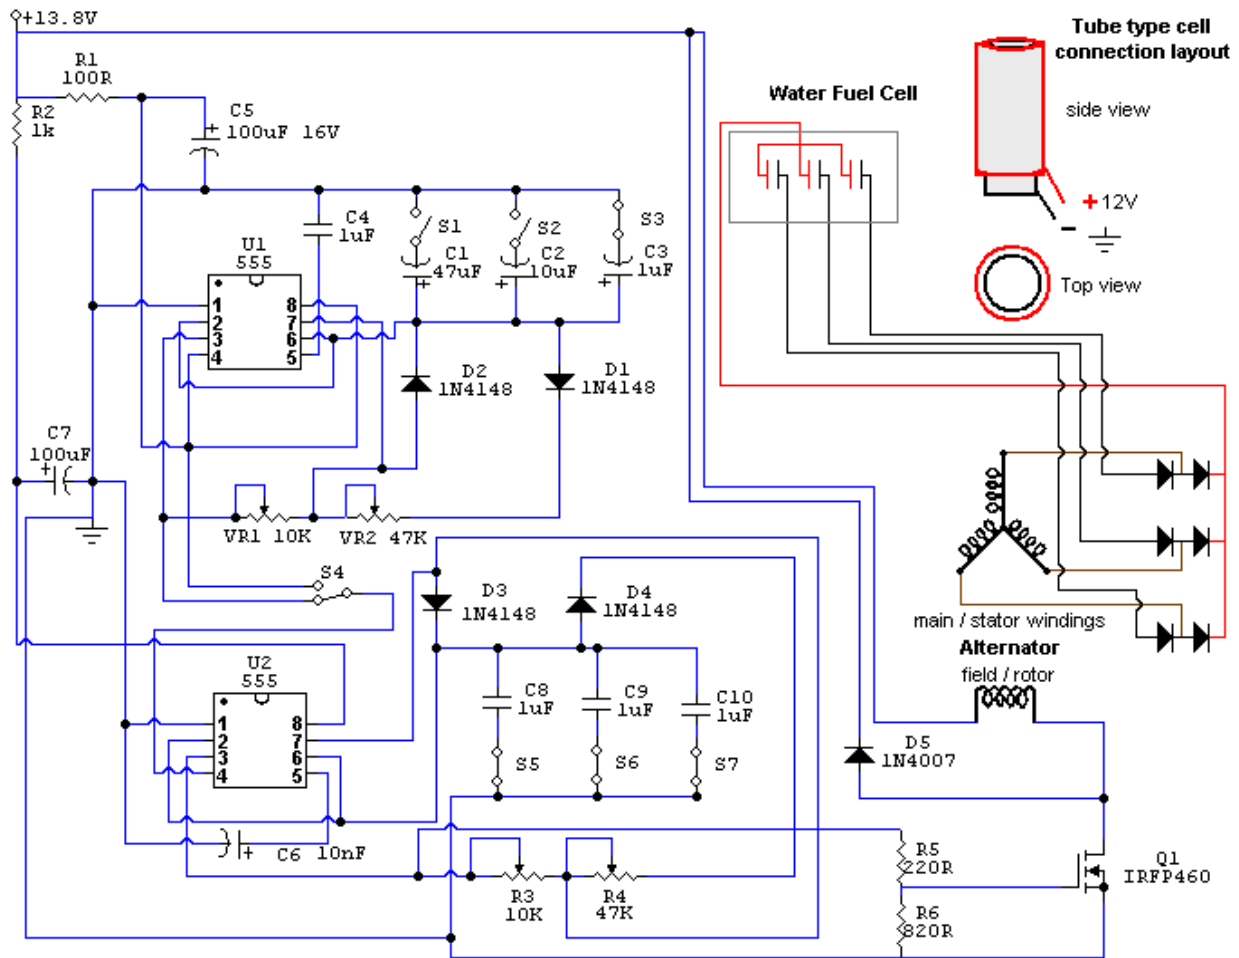 +13.8V
R1
100R
R2
1k
C5
100uF 16V
Water Fuel Cell
Tube type cell
connection layout
side view
+12V
Top view
C4
1uF
S1
C1
47uF
S2
C2
10uF
S3
C3
1uF
U1
555
1
2
3
4
8
7
6
5
D2
1N4148
D1
1N4148
C7
100uF
VR1 10K
VR2 47K
S4
D3
1N4148
D4
1N4148
main / stator windings
Alternator
field / rotor
U2
555
1
2
3
4
8
7
6
5
C8
1uF
C9
1uF
C10
1uF
S5
S6
S7
D5
1N4007
C6 10nF
R3
10K
R4
47K
R5
220R
R6
820R
Q1
IRFP460